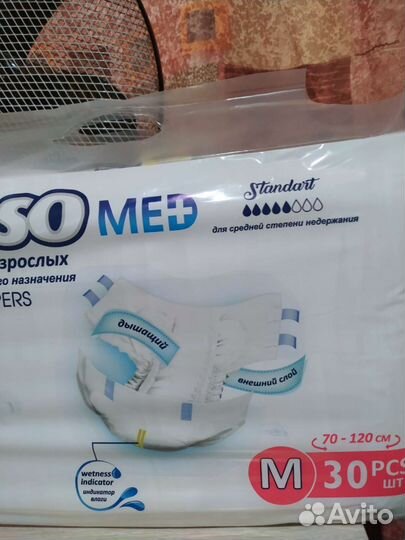 SO MED
Standart
для средней степени недержания
зрослых
го назначения
PERS
дышащий
внешний слой
70 - 120 см
M 30 PCS
ШТ
wetness
indicator
индикатор
влаги
Avito